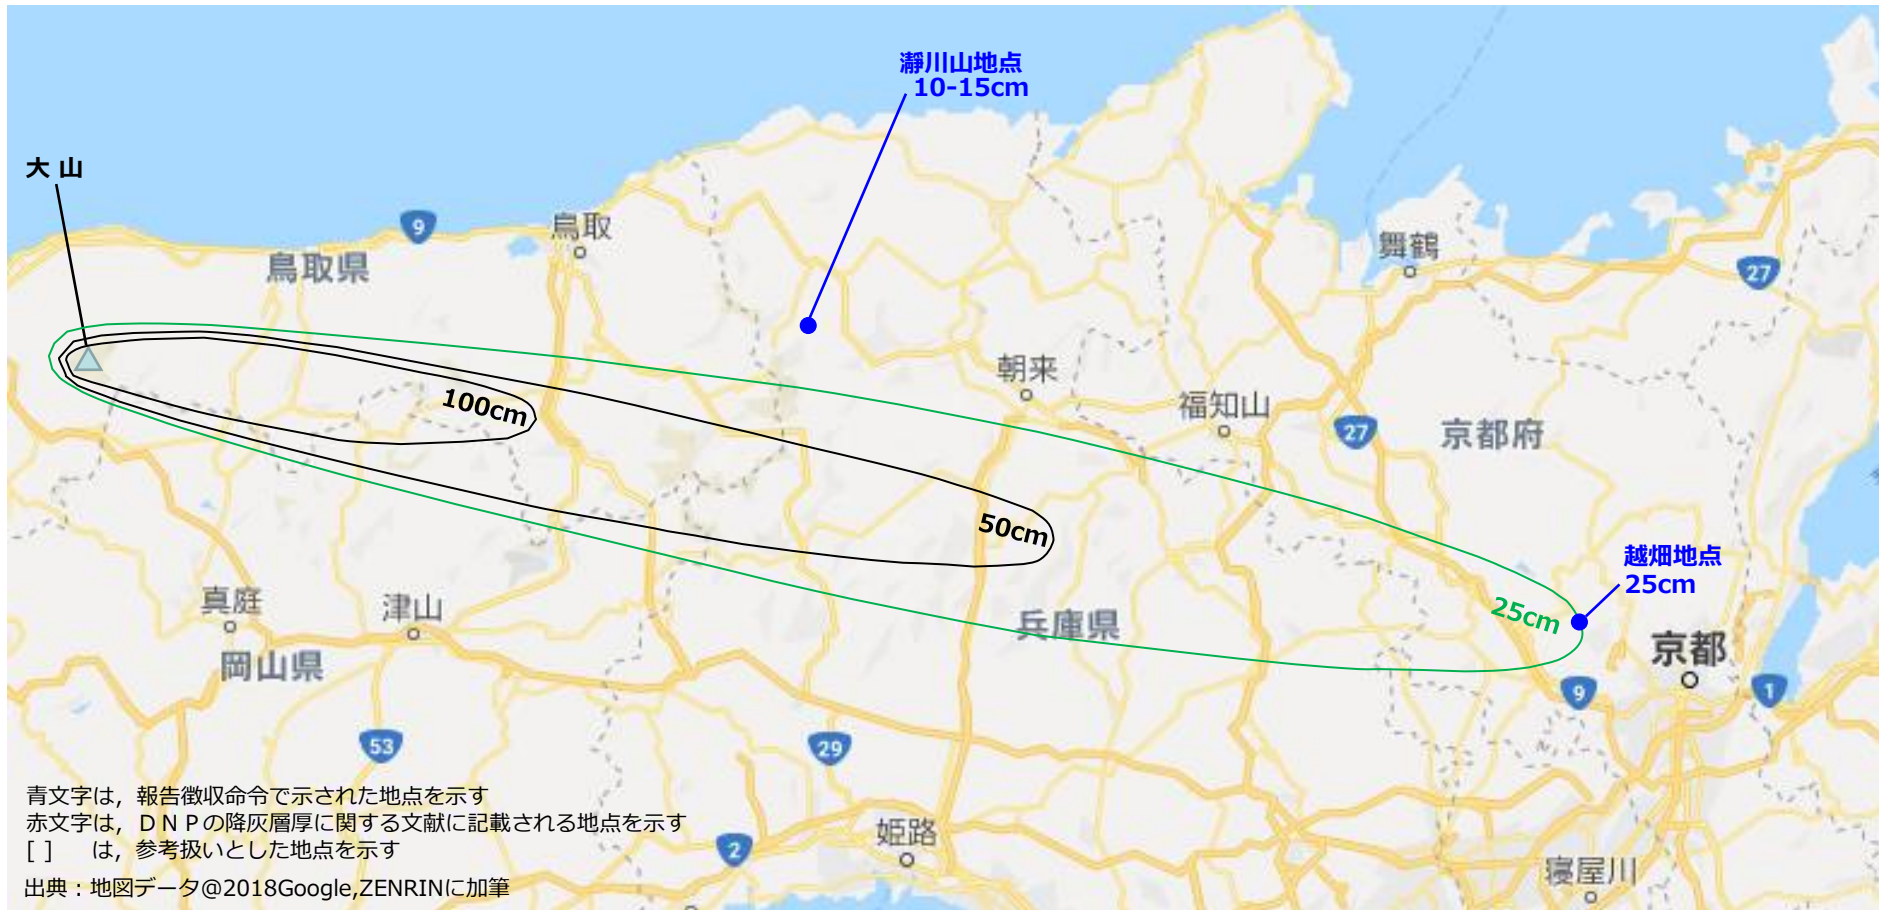 瀞川山地点
10-15cm
大 山
9
鳥取
舞鶴
鳥取県
27
朝来
100cm
福知山
27
京都府
50cm
越畑地点
25cm
真庭
津山
25cm
兵庫県
岡山県
京都
9
1
53
29
青文字は，報告徴収命令で示された地点を示す
赤文字は，ＤＮＰの降灰層厚に関する文献に記載される地点を示す
[ ]　は，参考扱いとした地点を示す
姫路
2
寝屋川
出典：地図データ@2018Google,ZENRINに加筆